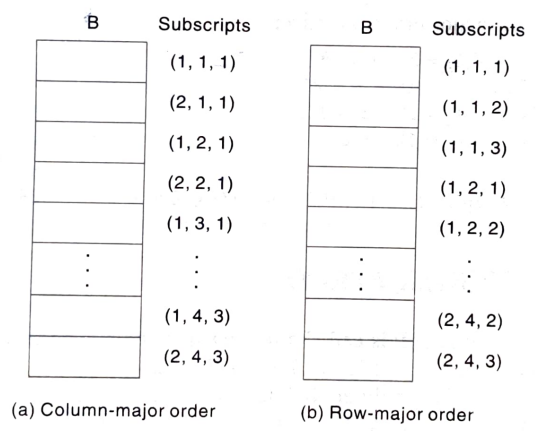 B Subscripts
(1, 1, 1)
(2, 1, 1)
(1, 2, 1)
(2, 2, 1)
(1, 3, 1)
(1, 4, 3)
(2, 4, 3)
(a) Column-major order
B Subscripts
(1, 1, 1)
(1, 1, 2)
(1, 1, 3)
(1, 2, 1)
(1, 2, 2)
(2, 4, 2)
(2, 4, 3)
(b) Row-major order